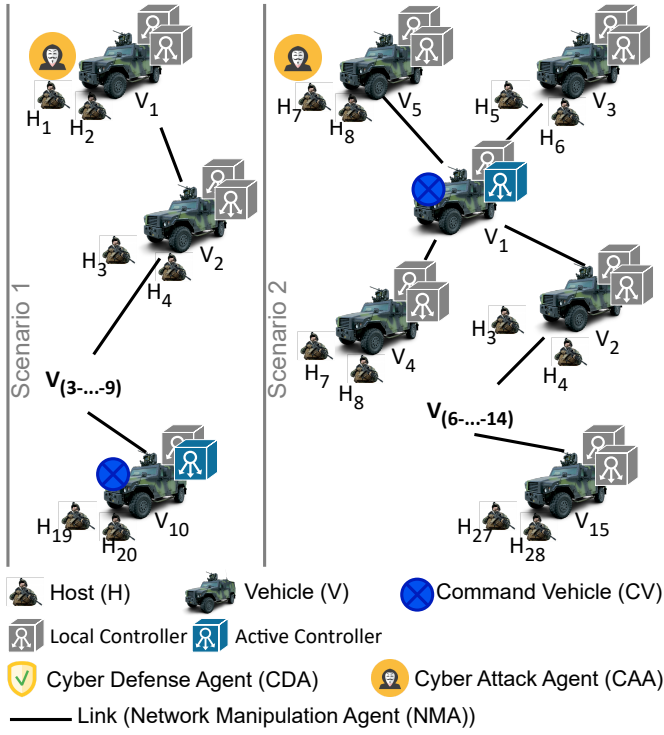 Scenario 1
V1
H1
H2
V2
H3
H4
V(3-...-9)
V10
H19
H20
Scenario 2
V5
V3
H7
H8
H5
H6
V1
V4
H7
H8
V2
H3
H4
V(6-...-14)
V15
H27
H28
Host (H)
Vehicle (V)
Command Vehicle (CV)
Local Controller
Active Controller
Cyber Defense Agent (CDA)
Cyber Attack Agent (CAA)
Link (Network Manipulation Agent (NMA))